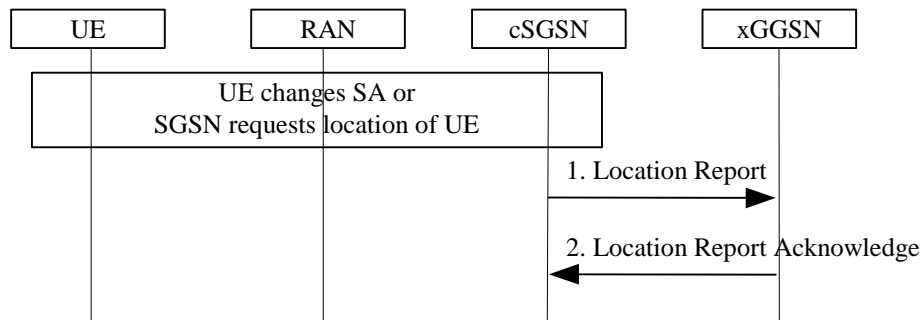 UE
RAN
cSGSN
xGGSN
UE changes SA or
SGSN requests location of UE
1. Location Report
2. Location Report Acknowledge